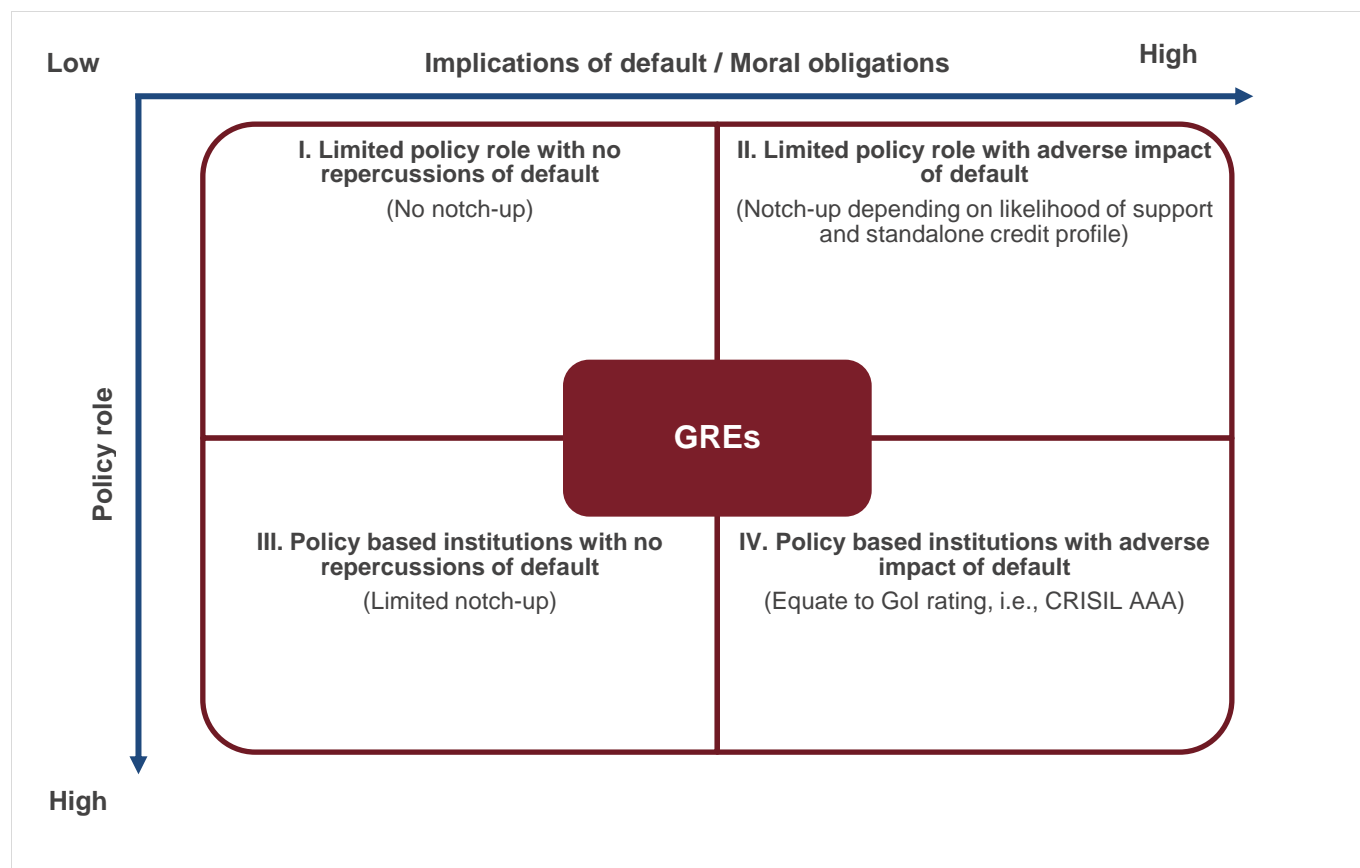 Low
Implications of default / Moral obligations
High
I. Limited policy role with no
repercussions of default
(No notch-up)
II. Limited policy role with adverse impact
of default
(Notch-up depending on likelihood of support
and standalone credit profile)
Policy role
GREs
III. Policy based institutions with no
repercussions of default
(Limited notch-up)
IV. Policy based institutions with adverse
impact of default
(Equate to GoI rating, i.e., CRISIL AAA)
High